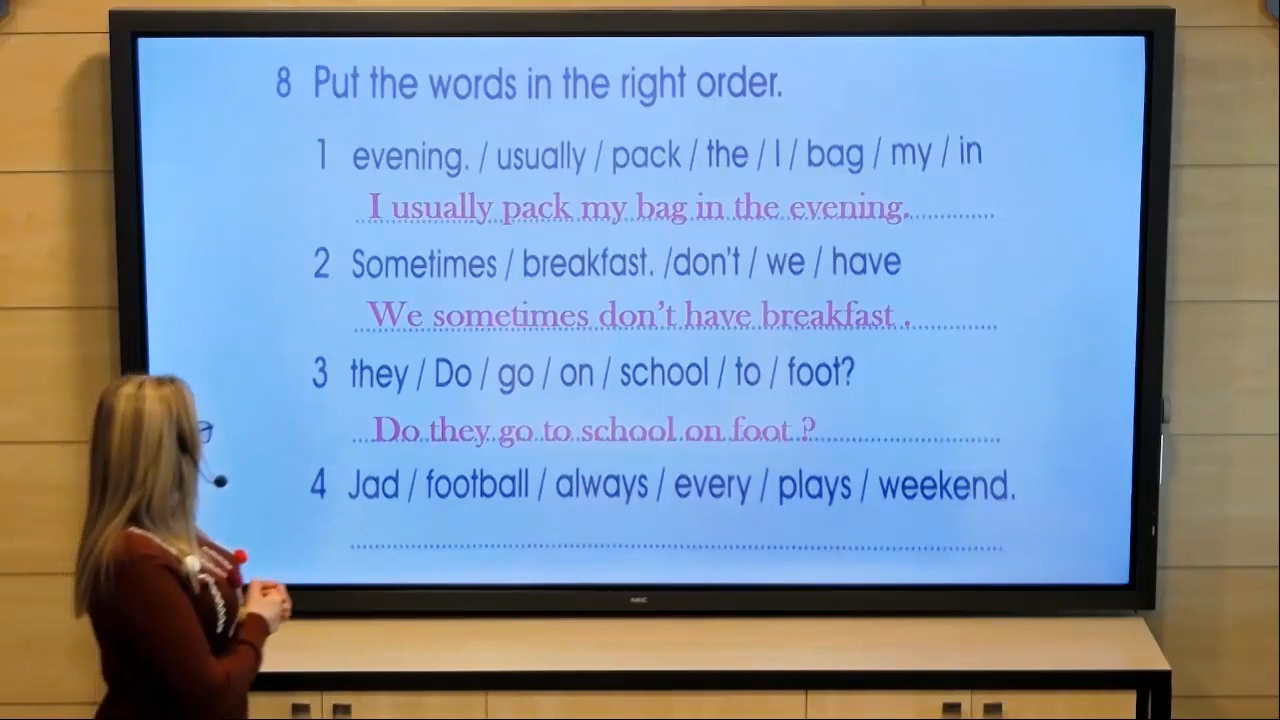 8 Put the words in the right order.
1 evening. / usually / pack / the / I / bag / my / in
I usually pack my bag in the evening.
2 Sometimes / breakfast. /don't / we / have
We sometimes don't have breakfast .
3 they / Do / go / on / school / to / foot?
Do they go to school on foot ?
4 Jad / football / always / every / plays / weekend.
NEC